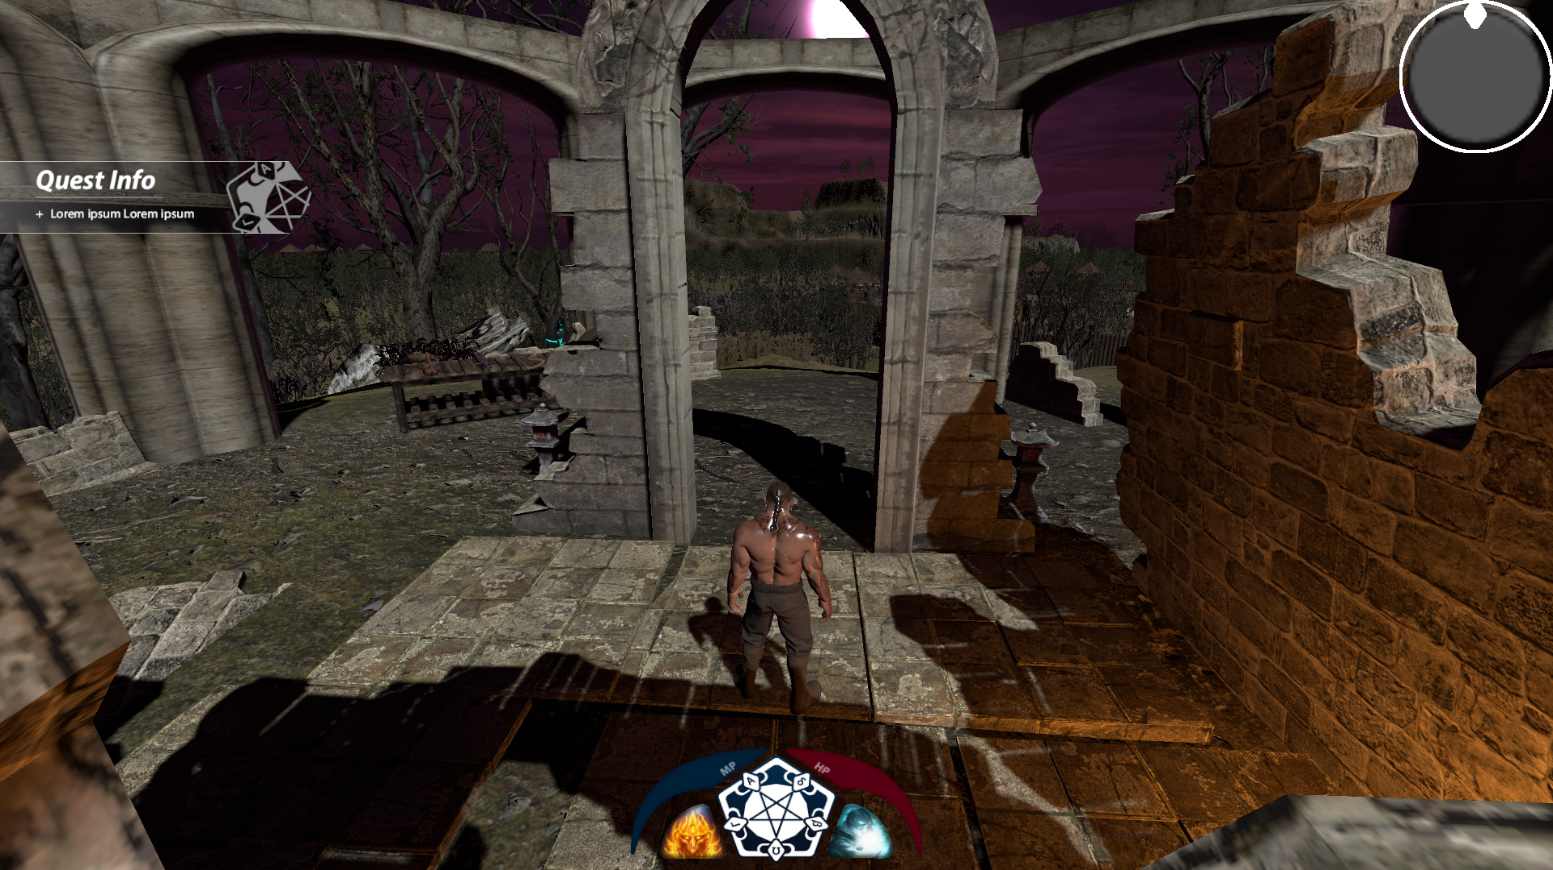 Quest Info
+ Lorem ipsum Lorem ipsum
MP
HP